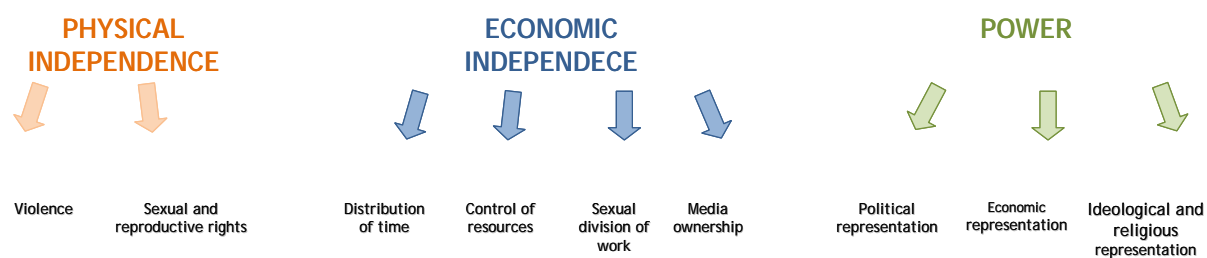 PHYSICAL
INDEPENDENCE
ECONOMIC
INDEPENDECE
POWER
Violence
Sexual and
reproductive rights
Distribution
of time
Control of
resources
Sexual
division of
work
Media
ownership
Political
representation
Economic
representation
Ideological and
religious
representation